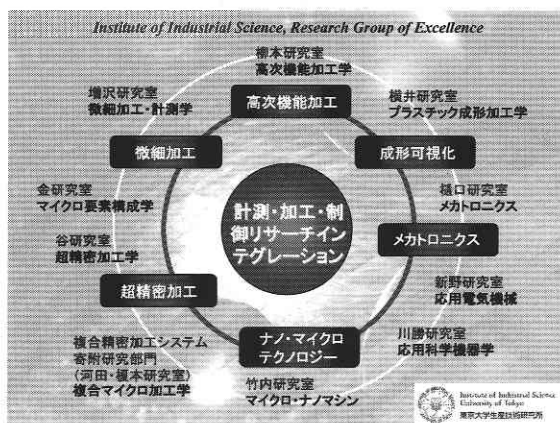 Institute of Industrial Science, Research Group of Excellence
柳本研究室
高次機能加工学
高次機能加工
増沢研究室
微細加工・計測学
微細加工
横井研究室
プラスチック成形加工学
成形可視化
金研究室
マイクロ要素構成学
計測・加工・制
御リサーチイン
テグレーション
樋口研究室
メカトロニクス
メカトロニクス
谷研究室
超精密加工学
超精密加工
新野研究室
応用電気機械
ナノ・マイクロ
テクノロジー
川勝研究室
応用科学機器学
複合精密加工システム
寄附研究部門
(河田・榎本研究室)
複合マイクロ加工学
竹内研究室
マイクロ・ナノマシン
Institute of Industrial Science
University of Tokyo
東京大学生産技術研究所